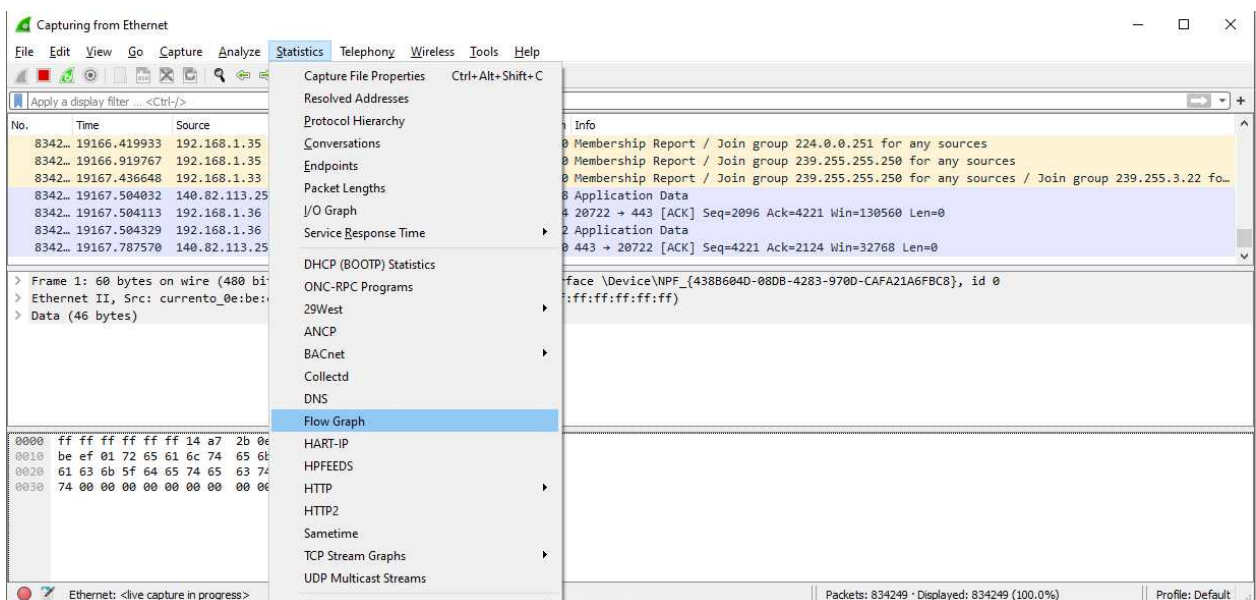 Capturing from Ethernet
File Edit View Go Capture Analyze Statistics Telephony Wireless Tools Help
Apply a display filter ... <Ctrl-/>
No. Time Source Info
8342… 19166.419933 192.168.1.35 Membership Report / Join group 224.0.0.251 for any sources
8342… 19166.919767 192.168.1.35 Membership Report / Join group 239.255.255.250 for any sources
8342… 19167.436648 192.168.1.33 Membership Report / Join group 239.255.255.250 for any sources / Join group 239.255.3.22 fo…
8342… 19167.504032 140.82.113.25 Application Data
8342… 19167.504113 192.168.1.36 20722 → 443 [ACK] Seq=2096 Ack=4221 Win=130560 Len=0
8342… 19167.504329 192.168.1.36 Application Data
8342… 19167.787570 140.82.113.25 443 → 20722 [ACK] Seq=4221 Ack=2124 Win=32768 Len=0
> Frame 1: 60 bytes on wire (480 bi rface \Device\NPF_{438B604D-08DB-4283-970D-CAFA21A6FBC8}, id 0
> Ethernet II, Src: currento_0e:be: :ff:ff:ff:ff:ff)
> Data (46 bytes)
0000 ff ff ff ff ff ff 14 a7 2b 0e
0010 be ef 01 72 65 61 6c 74 65 6b
0020 61 63 6b 5f 64 65 74 65 63 74
0030 74 00 00 00 00 00 00 00 00 00
Capture File Properties Ctrl+Alt+Shift+C
Resolved Addresses
Protocol Hierarchy
Conversations
Endpoints
Packet Lengths
I/O Graph
Service Response Time
DHCP (BOOTP) Statistics
ONC-RPC Programs
29West
ANCP
BACnet
Collectd
DNS
Flow Graph
HART-IP
HPFEEDS
HTTP
HTTP2
Sametime
TCP Stream Graphs
UDP Multicast Streams
Ethernet: <live capture in progress> Packets: 834249 · Displayed: 834249 (100.0%) Profile: Default